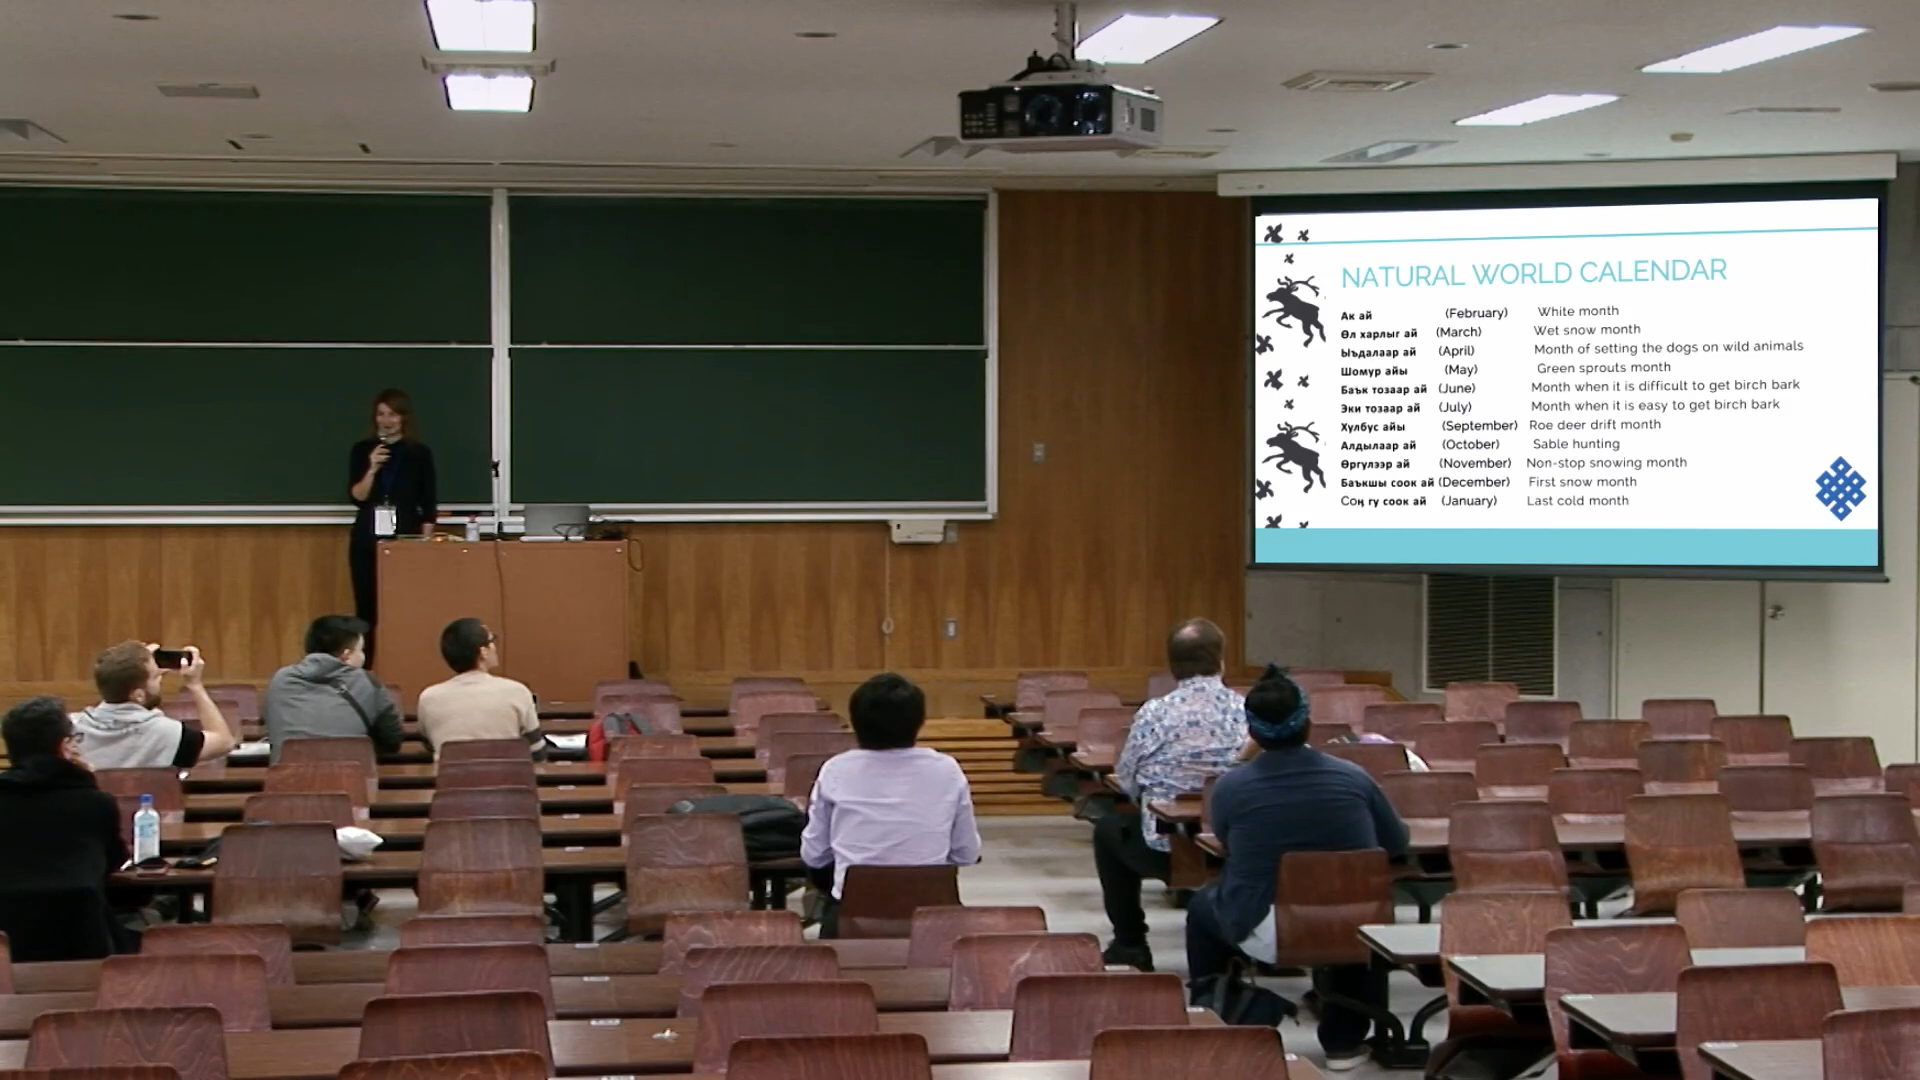 NATURAL WORLD CALENDAR
Ак ай (February) White month
Өл харлыг ай (March) Wet snow month
Ыъдалаар ай (April) Month of setting the dogs on wild animals
Шомур айы (May) Green sprouts month
Баък тозаар ай (June) Month when it is difficult to get birch bark
Эки тозаар ай (July) Month when it is easy to get birch bark
Хүлбүс айы (September) Roe deer drift month
Алдылаар ай (October) Sable hunting
Өргүлээр ай (November) Non-stop snowing month
Баъкшы соок ай (December) First snow month
Соң гу соок ай (January) Last cold month